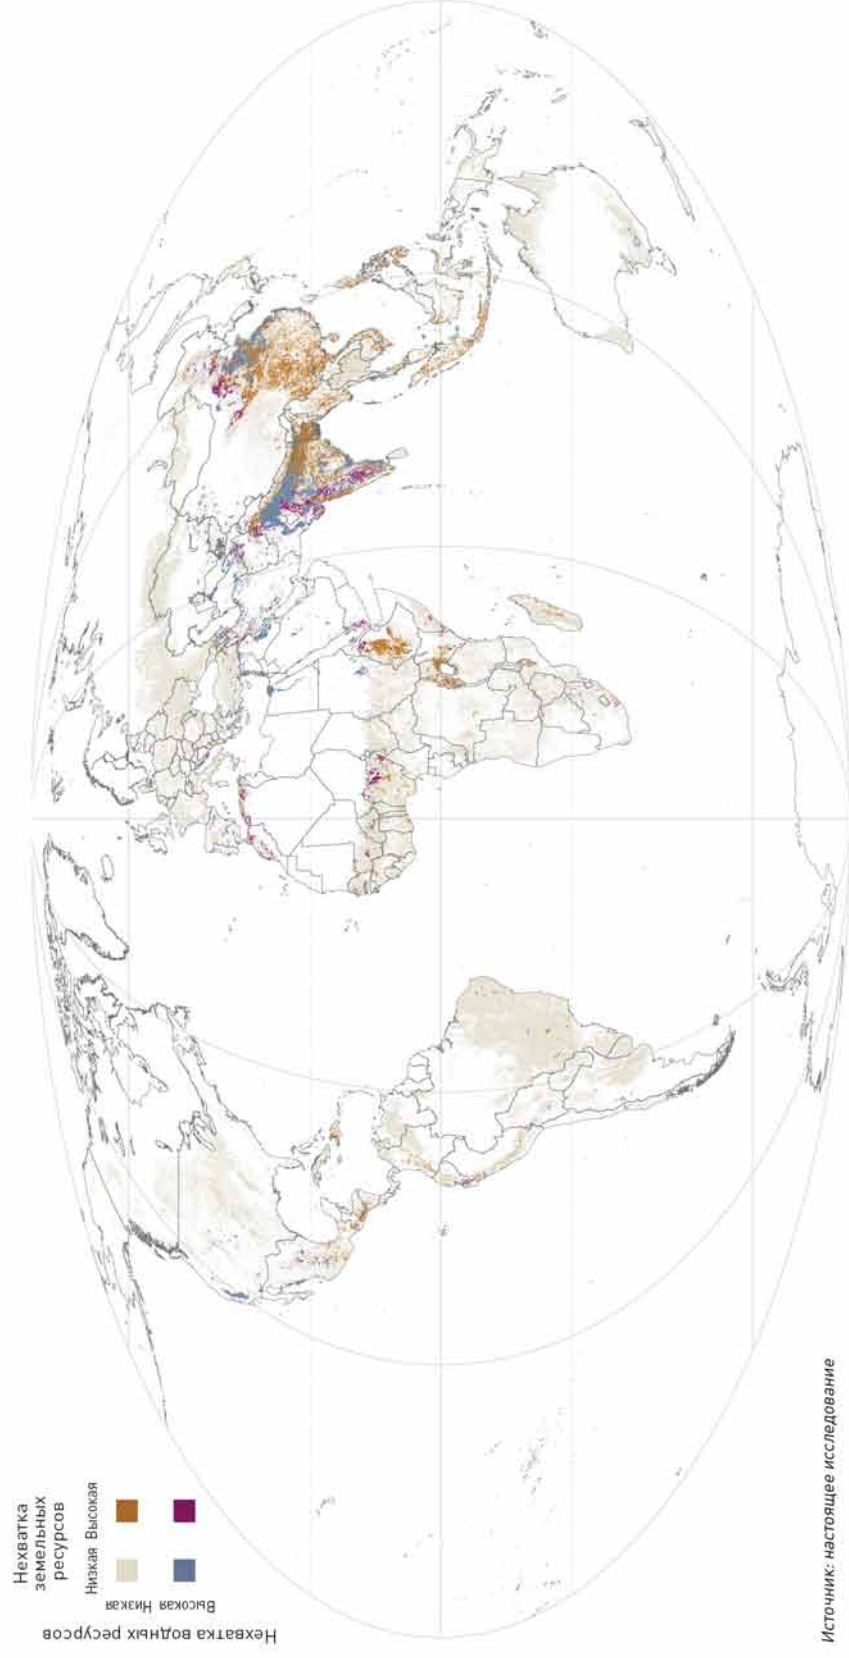 Нехватка
земельных
ресурсов
Низкая Высокая
Нехватка водных ресурсов
Высокая Низкая
Источник: настоящее исследование